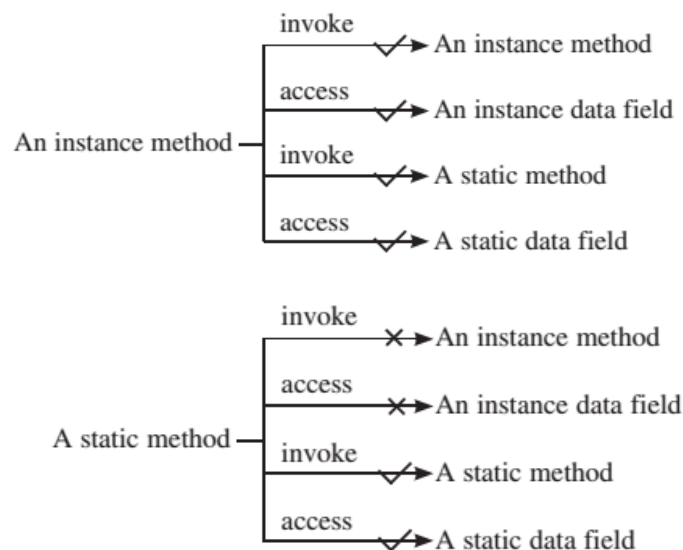 invoke
An instance method
access
An instance data field
An instance method
invoke
A static method
access
A static data field
invoke
An instance method
access
An instance data field
A static method
invoke
A static method
access
A static data field